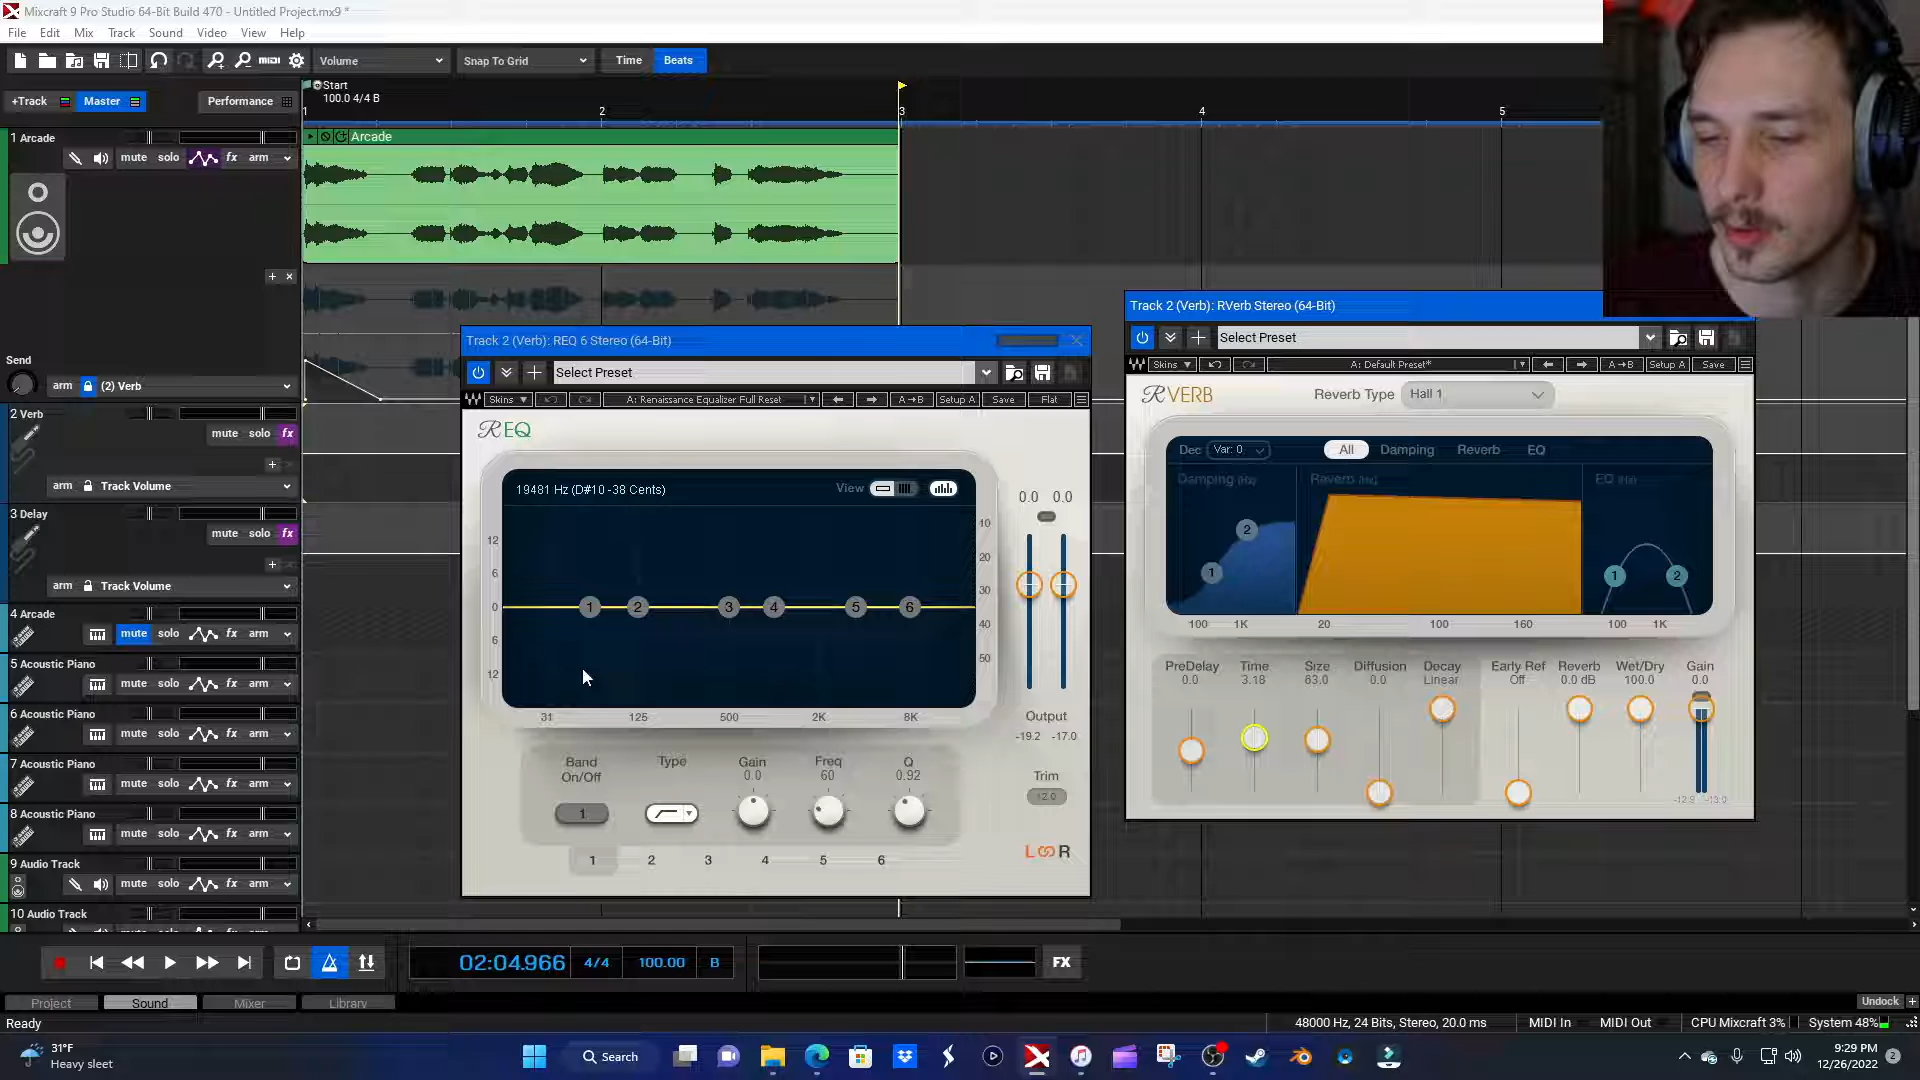 Mixcraft 9 Pro Studio 64-Bit Build 470 - Untitled Project.mx9 *
File Edit Mix Track Sound Video View Help
Volume Snap To Grid Time Beats
+Track Master Performance
Start
100.0 4/4 B
1 2 3 4 5
1 Arcade
mute solo fx arm
Arcade
Send
arm (2) Verb
2 Verb
mute solo fx
arm Track Volume
3 Delay
mute solo fx
arm Track Volume
4 Arcade
mute solo fx arm
5 Acoustic Piano
mute solo fx arm
6 Acoustic Piano
mute solo fx arm
7 Acoustic Piano
mute solo fx arm
8 Acoustic Piano
mute solo fx arm
9 Audio Track
mute solo fx arm
10 Audio Track
Track 2 (Verb): REQ 6 Stereo (64-Bit)
Select Preset
Skins A: Renaissance Equalizer Full Reset A→B Setup A Save Flat
REQ
19481 Hz (D#10 -38 Cents) View
0.0 0.0
12 6 0 6 12
10 20 30 40 50
1 2 3 4 5 6
31 125 500 2K 8K
Output
-19.2 -17.0
Band On/Off Type Gain Freq Q
0.0 60 0.92
1
Trim
1 2 3 4 5 6
L R
Track 2 (Verb): RVerb Stereo (64-Bit)
Select Preset
Skins A: Default Preset* A→B Setup A Save
RVERB Reverb Type Hall 1
Dec Var: 0 All Damping Reverb EQ
Damping (Hz) Reverb (ms) EQ (Hz)
1 2 1 2
100 1K 20 100 160 100 1K
PreDelay Time Size Diffusion Decay Early Ref Reverb Wet/Dry Gain
0.0 3.18 63.0 0.0 Linear Off 0.0 dB 100.0 0.0
02:04.966 4/4 100.00 B FX
Project Sound Mixer Library Undock
Ready 48000 Hz, 24 Bits, Stereo, 20.0 ms MIDI In MIDI Out CPU Mixcraft 3% System 48%
31°F
Heavy sleet
Search
9:29 PM
12/26/2022
2